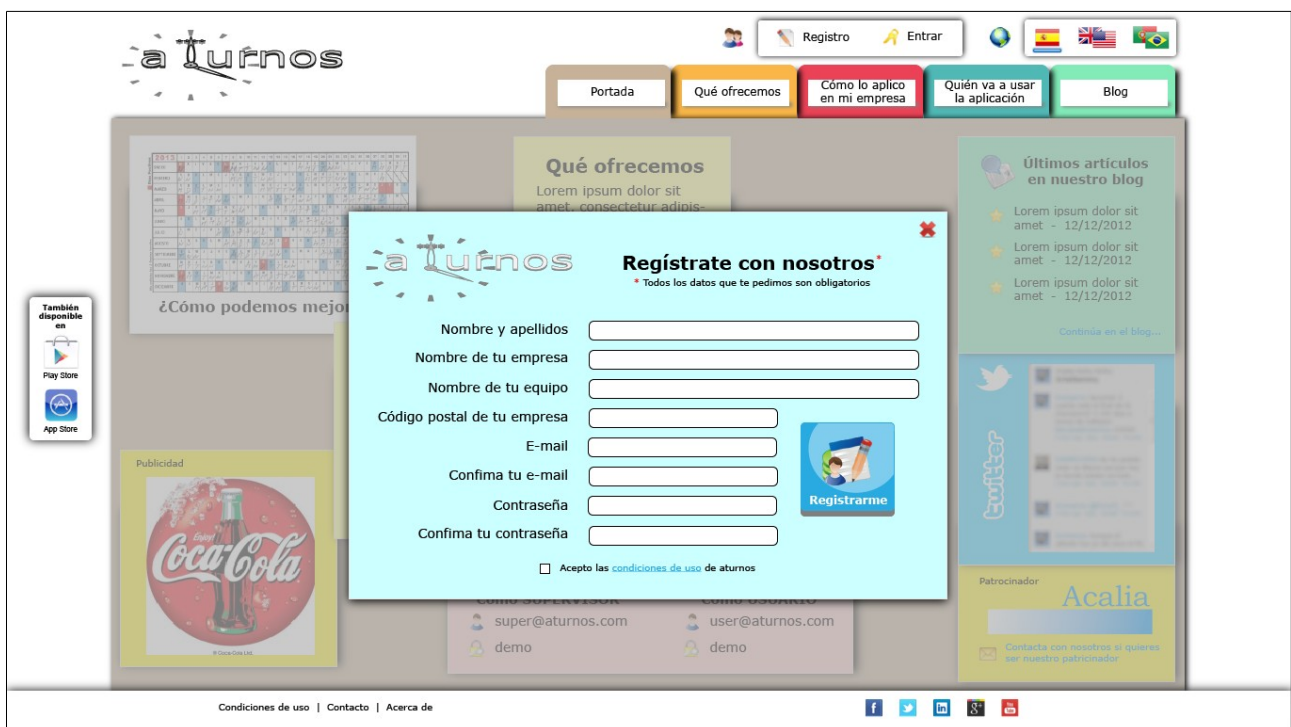 aTurnos
Registro
Entrar
Portada
Qué ofrecemos
Cómo lo aplico
en mi empresa
Quién va a usar
la aplicación
Blog
2013
¿Cómo podemos mejor
Qué ofrecemos
Lorem ipsum dolor sit
amet, consectetur adipis-
Últimos artículos
en nuestro blog
Lorem ipsum dolor sit
amet - 12/12/2012
Lorem ipsum dolor sit
amet - 12/12/2012
Lorem ipsum dolor sit
amet - 12/12/2012
Continúa en el blog...
También
disponible
en
Play Store
App Store
aTurnos
Regístrate con nosotros*
* Todos los datos que te pedimos son obligatorios
Nombre y apellidos
Nombre de tu empresa
Nombre de tu equipo
Código postal de tu empresa
E-mail
Confima tu e-mail
Contraseña
Confima tu contraseña
Registrarme
Acepto las condiciones de uso de aturnos
Publicidad
Enjoy
Coca-Cola
twitter
Como SUPERVISOR
super@aturnos.com
demo
Como USUARIO
user@aturnos.com
demo
Patrocinador
Acalia
Contacta con nosotros si quieres
ser nuestro patricinador
Condiciones de uso | Contacto | Acerca de